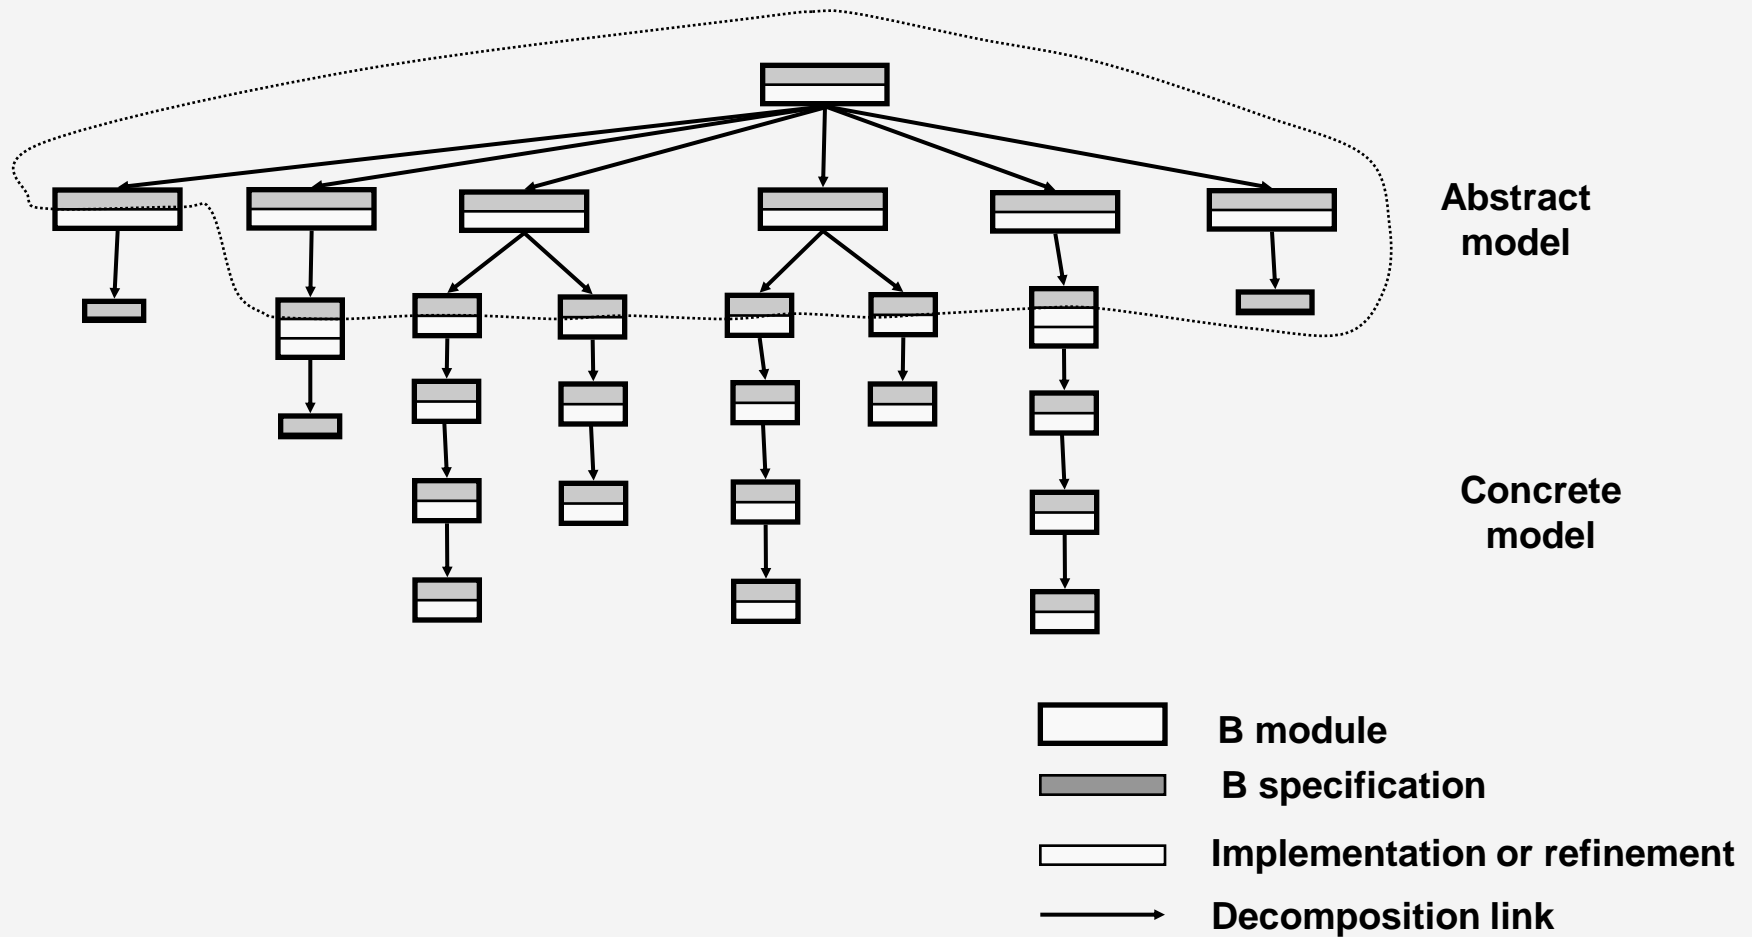 Abstract
model
Concrete
model
B module
B specification
Implementation or refinement
Decomposition link